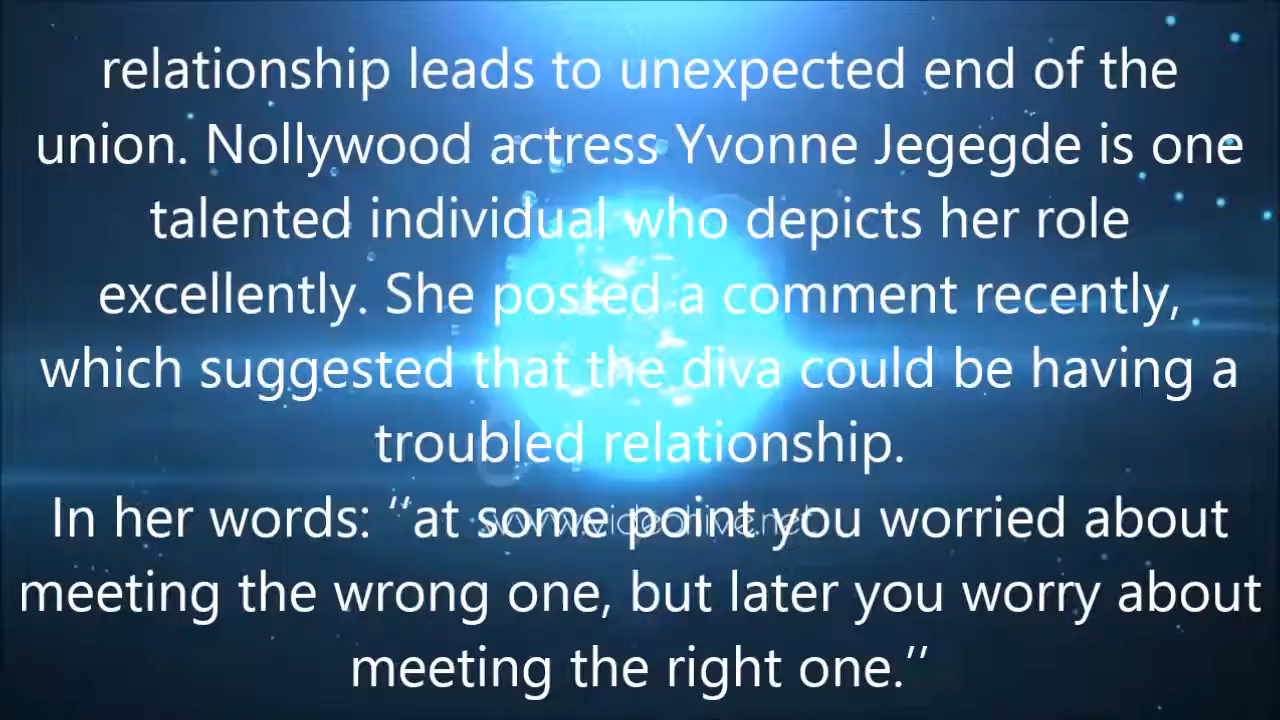 relationship leads to unexpected end of the
union. Nollywood actress Yvonne Jegegde is one
talented individual who depicts her role
excellently. She posted a comment recently,
which suggested that the diva could be having a
troubled relationship.
In her words: ‘‘at some point you worried about
www.videohive.net
meeting the wrong one, but later you worry about
meeting the right one.’’